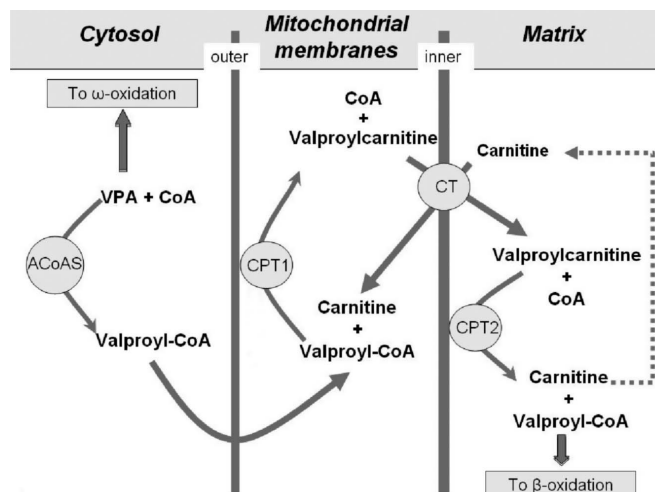 Cytosol
Mitochondrial
membranes
Matrix
outer
inner
To ω-oxidation
CoA
+
Valproylcarnitine
Carnitine
CT
VPA + CoA
ACoAS
CPT1
Valproylcarnitine
+
CoA
Carnitine
+
Valproyl-CoA
Valproyl-CoA
CPT2
Carnitine
+
Valproyl-CoA
To β-oxidation